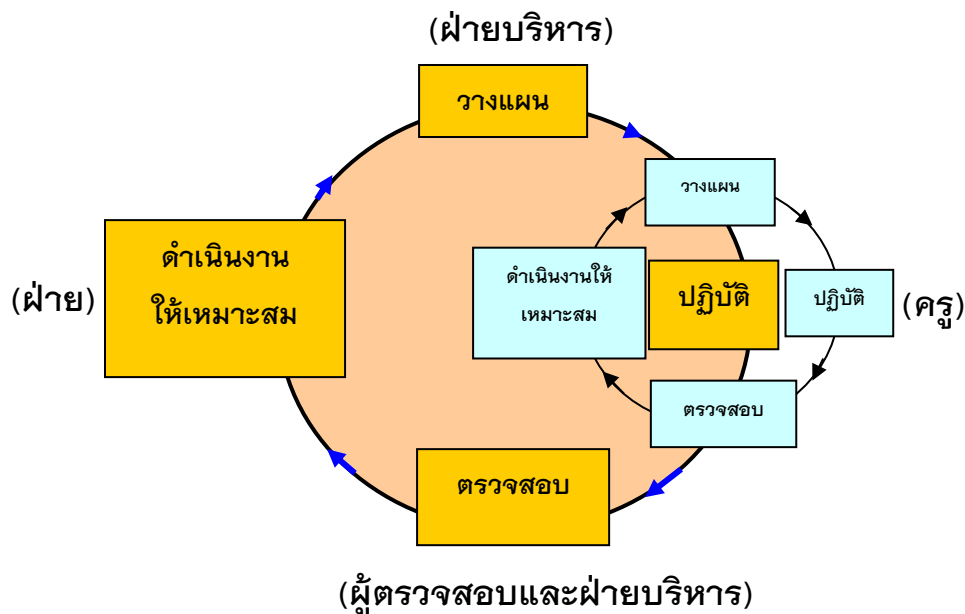 (ฝ่ายบริหาร)
วางแผน
วางแผน
ดำเนินงาน
ให้เหมาะสม
(ฝ่าย)
ดำเนินงานให้
เหมาะสม
ปฏิบัติ
ปฏิบัติ
(ครู)
ตรวจสอบ
ตรวจสอบ
(ผู้ตรวจสอบและฝ่ายบริหาร)